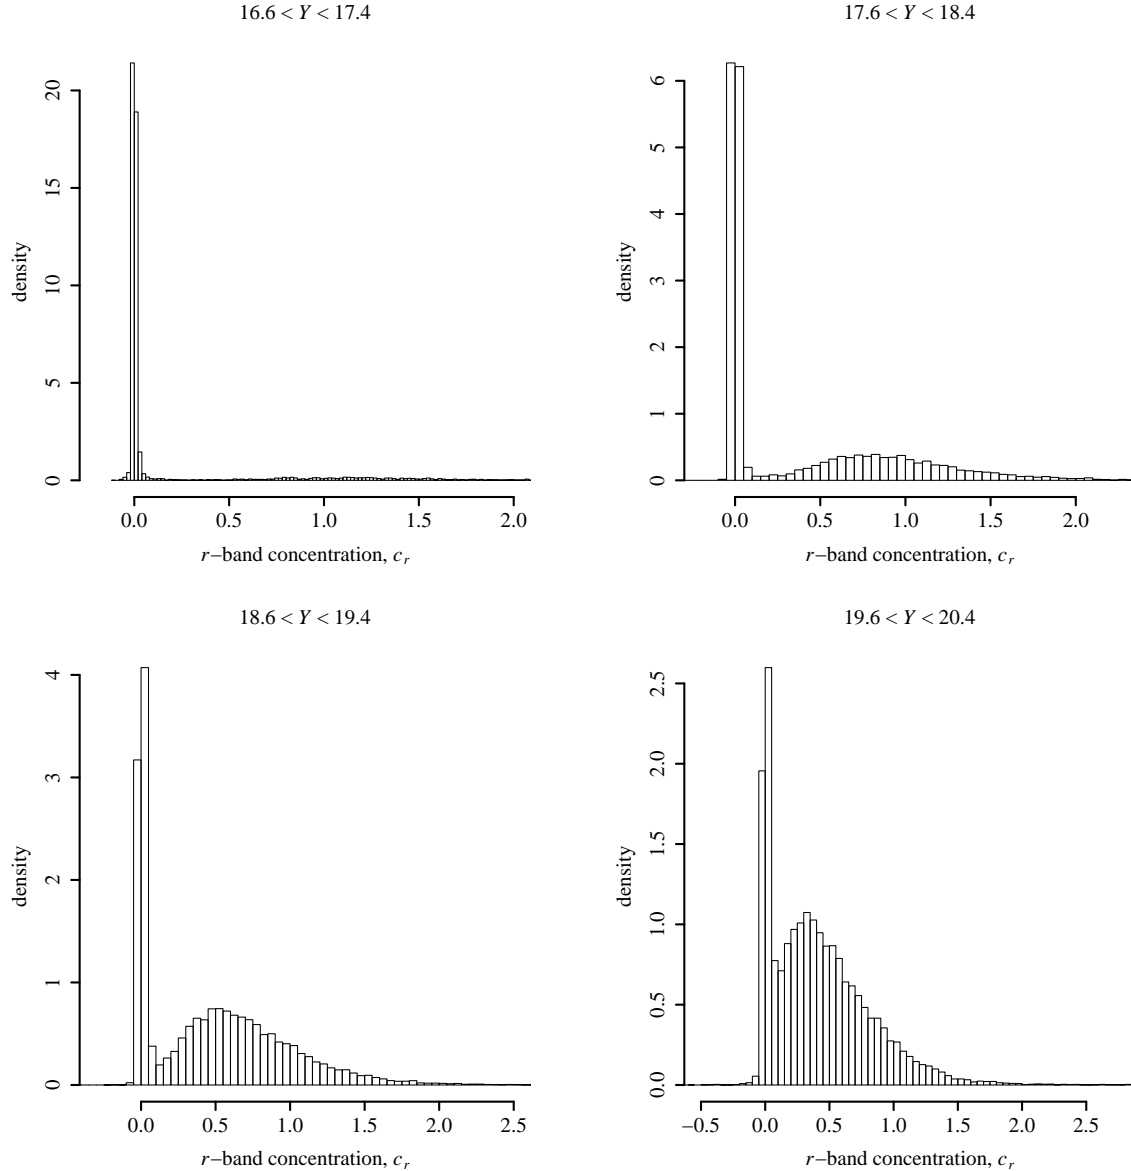 16.6 < Y < 17.4
17.6 < Y < 18.4
density
0 5 10 15 20
0.0 0.5 1.0 1.5 2.0
r−band concentration, c_r
density
0 1 2 3 4 5 6
0.0 0.5 1.0 1.5 2.0
r−band concentration, c_r
18.6 < Y < 19.4
19.6 < Y < 20.4
density
0 1 2 3 4
0.0 0.5 1.0 1.5 2.0 2.5
r−band concentration, c_r
density
0.0 0.5 1.0 1.5 2.0 2.5
−0.5 0.0 0.5 1.0 1.5 2.0 2.5
r−band concentration, c_r